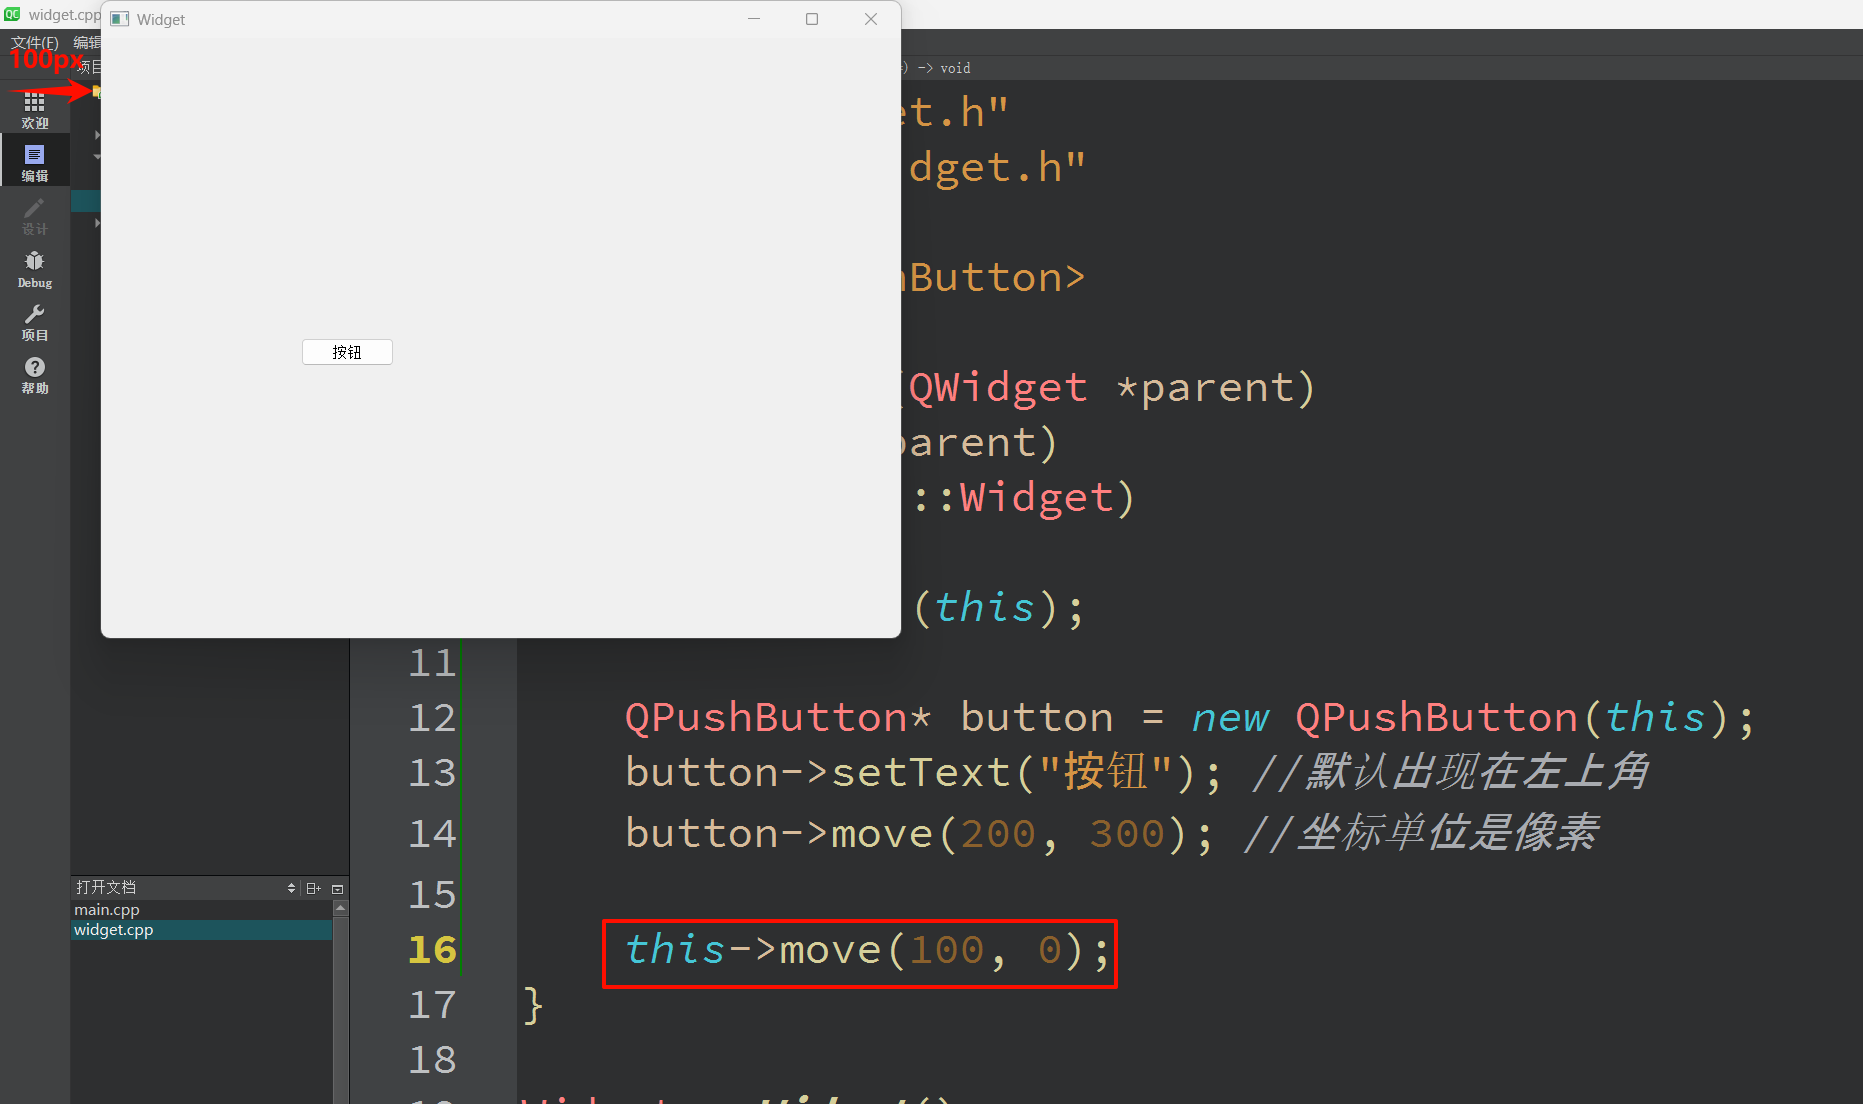 widget.cpp
Widget
文件(F) 编辑
100px
项目
) -> void
欢迎
编辑
设计
Debug
项目
帮助
按钮
et.h"
dget.h"
Button>
(QWidget *parent)
parent)
::Widget)
(this);
11
12 QPushButton* button = new QPushButton(this);
13 button->setText("按钮"); //默认出现在左上角
14 button->move(200, 300); //坐标单位是像素
15
16 this->move(100, 0);
17 }
18
打开文档
main.cpp
widget.cpp